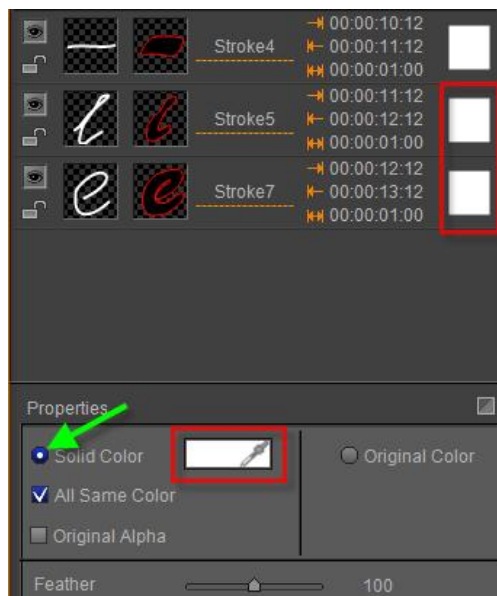 00:00:10:12
Stroke4
00:00:11:12
00:00:01:00
00:00:11:12
Stroke5
00:00:12:12
00:00:01:00
00:00:12:12
Stroke7
00:00:13:12
00:00:01:00
l
e
Properties
Solid Color
Original Color
All Same Color
Original Alpha
Feather
100